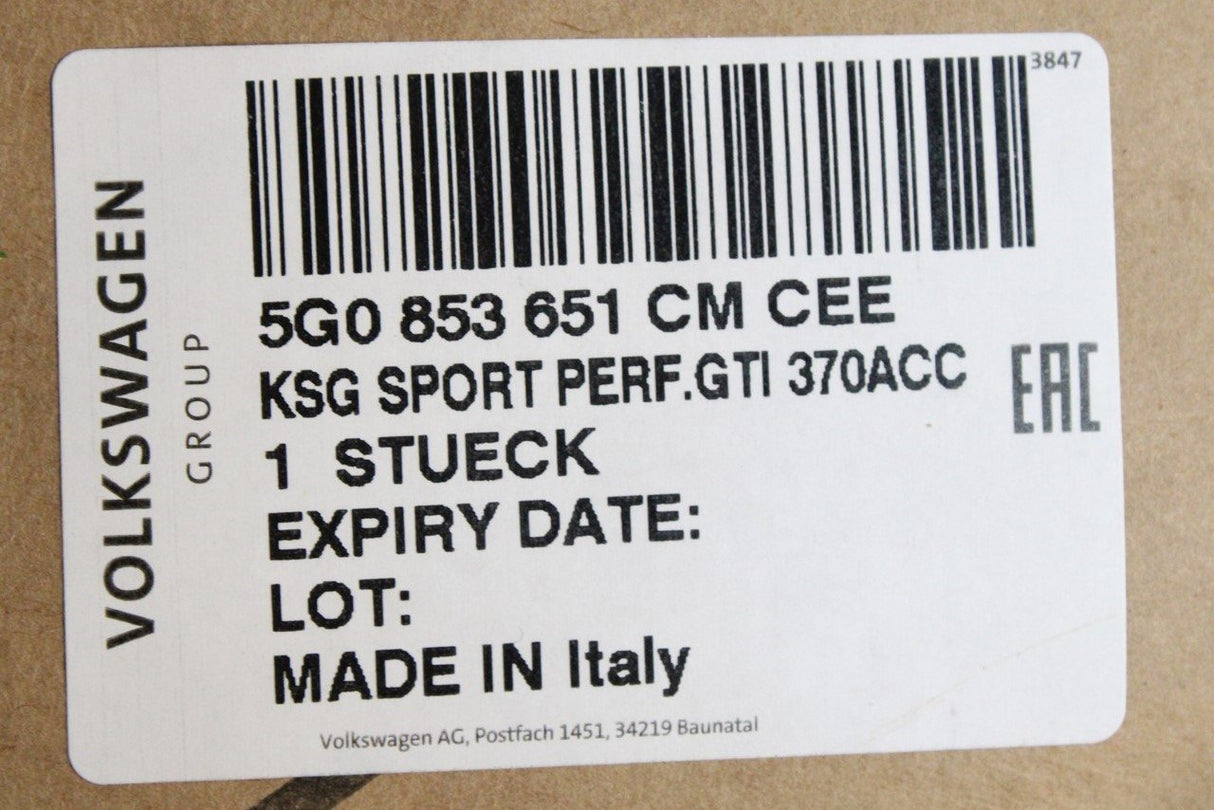 3847
VOLKSWAGEN
GROUP
5G0 853 651 CM CEE
KSG SPORT PERF.GTI 370ACC
EAC
1 STUECK
EXPIRY DATE:
LOT:
MADE IN Italy
Volkswagen AG, Postfach 1451, 34219 Baunatal